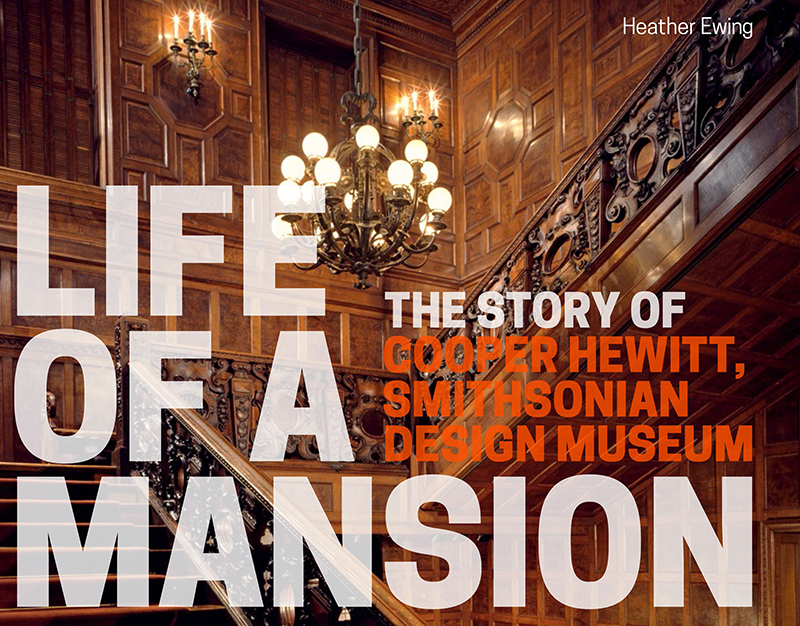 Heather Ewing
LIFE
OF A
MANSION
THE STORY OF
COOPER HEWITT,
SMITHSONIAN
DESIGN MUSEUM